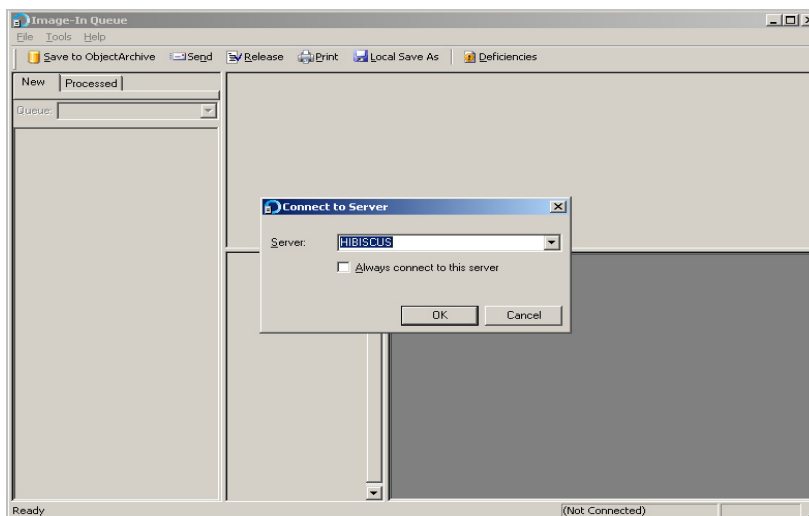 Image-In Queue
File Tools Help
Save to ObjectArchive Send Release Print Local Save As Deficiencies
New Processed
Queue:
Connect to Server
Server: HIBISCUS
Always connect to this server
OK Cancel
Ready (Not Connected)